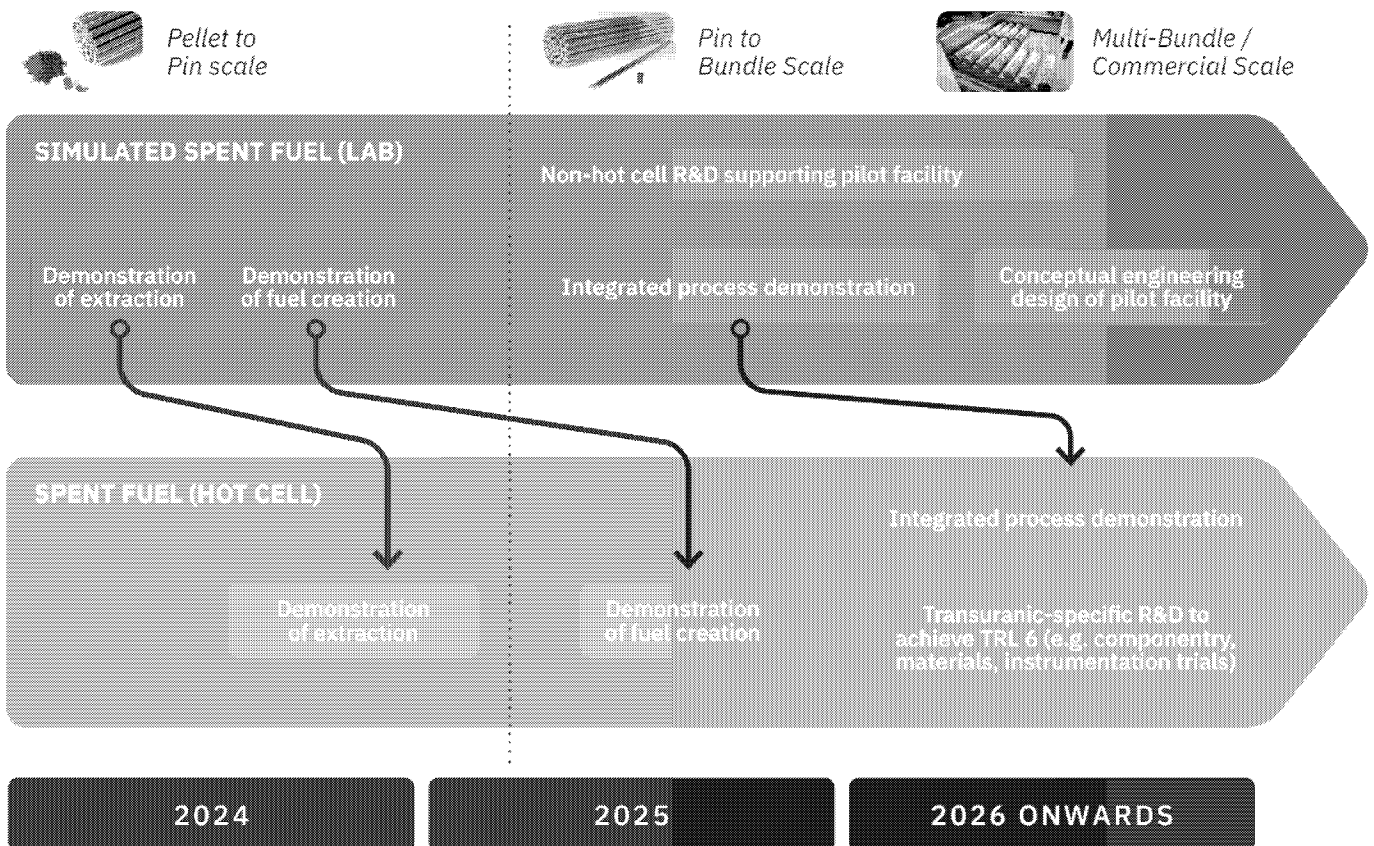 Pellet to
Pin scale
Pin to
Bundle Scale
Multi-Bundle /
Commercial Scale
SIMULATED SPENT FUEL (LAB)
Non-hot cell R&D supporting pilot facility
Demonstration
of extraction
Demonstration
of fuel creation
Integrated process demonstration
Conceptual engineering
design of pilot facility
SPENT FUEL (HOT CELL)
Integrated process demonstration
Demonstration
of extraction
Demonstration
of fuel creation
Transuranic-specific R&D to
achieve TRL 6 (e.g. componentry,
materials, instrumentation trials)
2024
2025
2026 ONWARDS